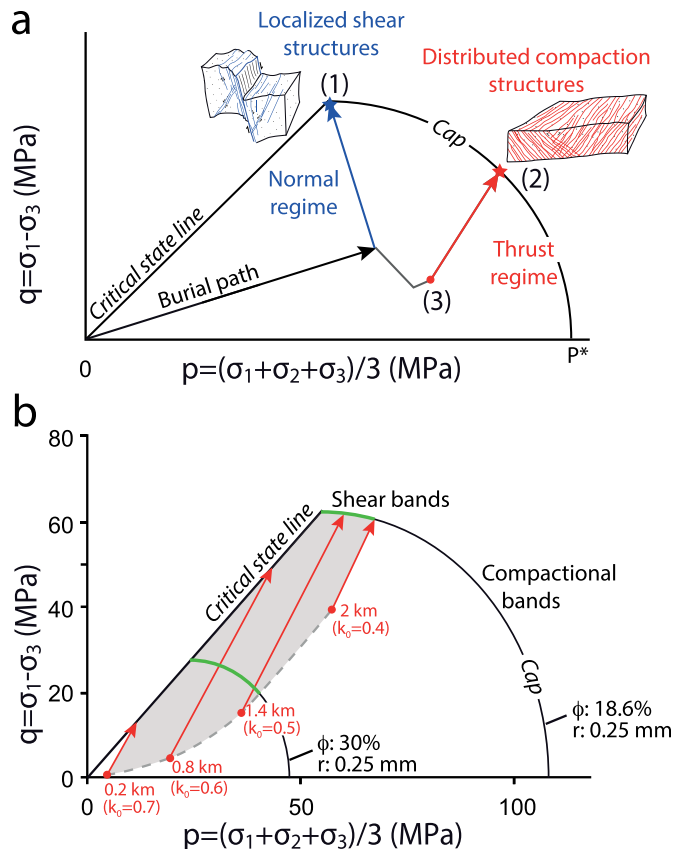 a
Localized shear
structures
(1)
Distributed compaction
structures
Cap
(2)
Normal
regime
Thrust
regime
Critical state line
Burial path
(3)
q=σ1-σ3 (MPa)
0
P*
p=(σ1+σ2+σ3)/3 (MPa)
b
80
60
40
20
0
q=σ1-σ3 (MPa)
Shear bands
Critical state line
Compactional
bands
Cap
2 km
(k0=0.4)
1.4 km
(k0=0.5)
0.8 km
(k0=0.6)
0.2 km
(k0=0.7)
ϕ: 18.6%
r: 0.25 mm
ϕ: 30%
r: 0.25 mm
0
50
100
p=(σ1+σ2+σ3)/3 (MPa)